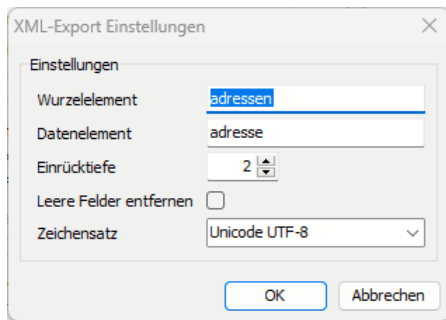 XML-Export Einstellungen
Einstellungen
Wurzelelement adressen
Datenelement adresse
Einrücktiefe 2
Leere Felder entfernen
Zeichensatz Unicode UTF-8
OK Abbrechen